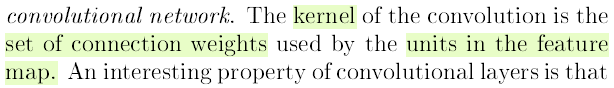 convolutional network. The kernel of the convolution is the
set of connection weights used by the units in the feature
map. An interesting property of convolutional layers is that